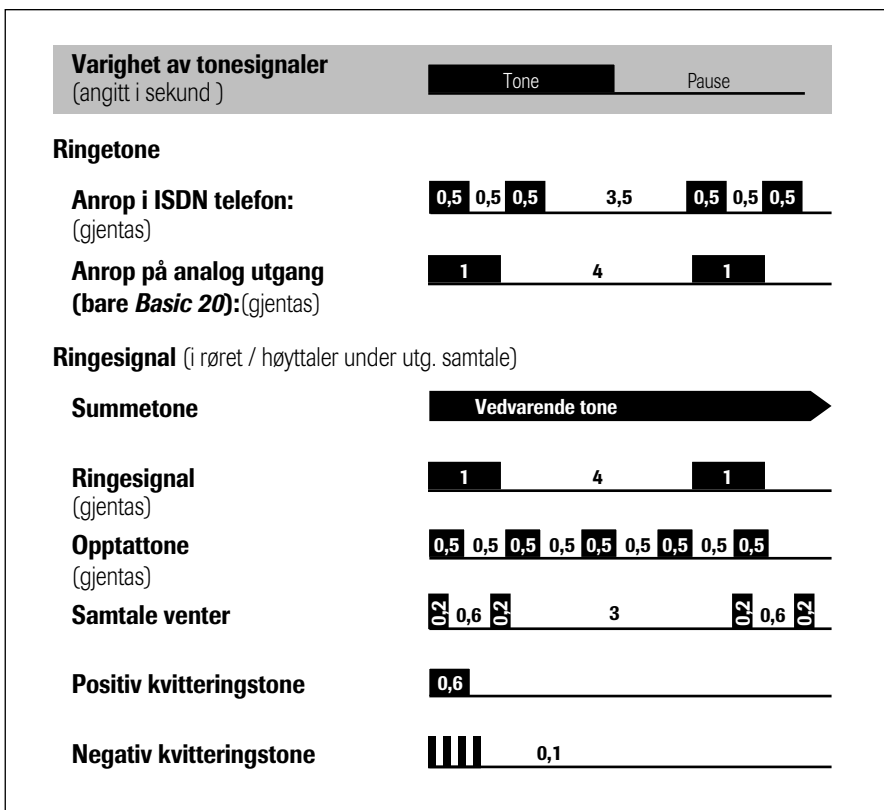 Varighet av tonesignaler
(angitt i sekund )
Tone Pause
Ringetone
Anrop i ISDN telefon:
(gjentas)
0,5 0,5 0,5 3,5 0,5 0,5 0,5
Anrop på analog utgang
(bare Basic 20):(gjentas)
1 4 1
Ringesignal (i røret / høyttaler under utg. samtale)
Summetone
Vedvarende tone
Ringesignal
(gjentas)
1 4 1
Opptattone
(gjentas)
0,5 0,5 0,5 0,5 0,5 0,5 0,5 0,5 0,5
Samtale venter
0,2 0,6 0,2 3 0,2 0,6 0,2
Positiv kvitteringstone
0,6
Negativ kvitteringstone
0,1